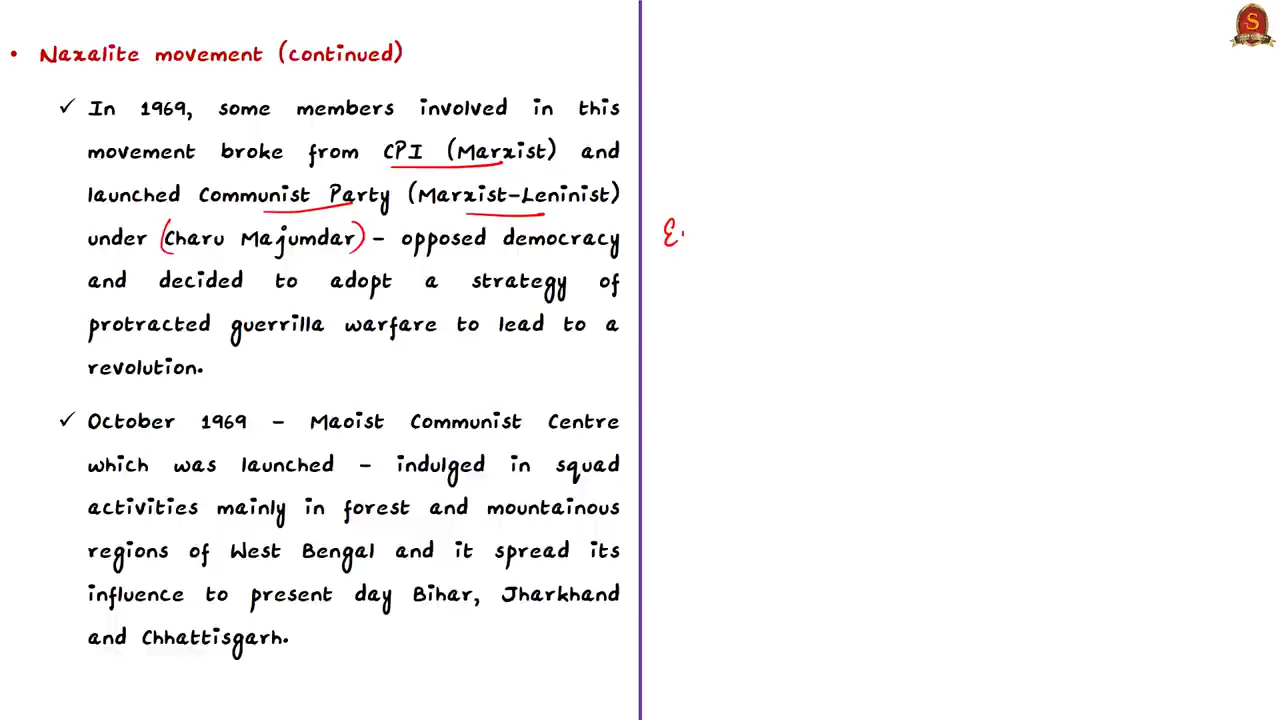 • Naxalite movement (continued)
✓ In 1969, some members involved in this
movement broke from CPI (Marxist) and
launched Communist Party (Marxist-Leninist)
under (Charu Majumdar) - opposed democracy
and decided to adopt a strategy of
protracted guerrilla warfare to lead to a
revolution.
✓ October 1969 - Maoist Communist Centre
which was launched - indulged in squad
activities mainly in forest and mountainous
regions of West Bengal and it spread its
influence to present day Bihar, Jharkhand
and Chhattisgarh.
S